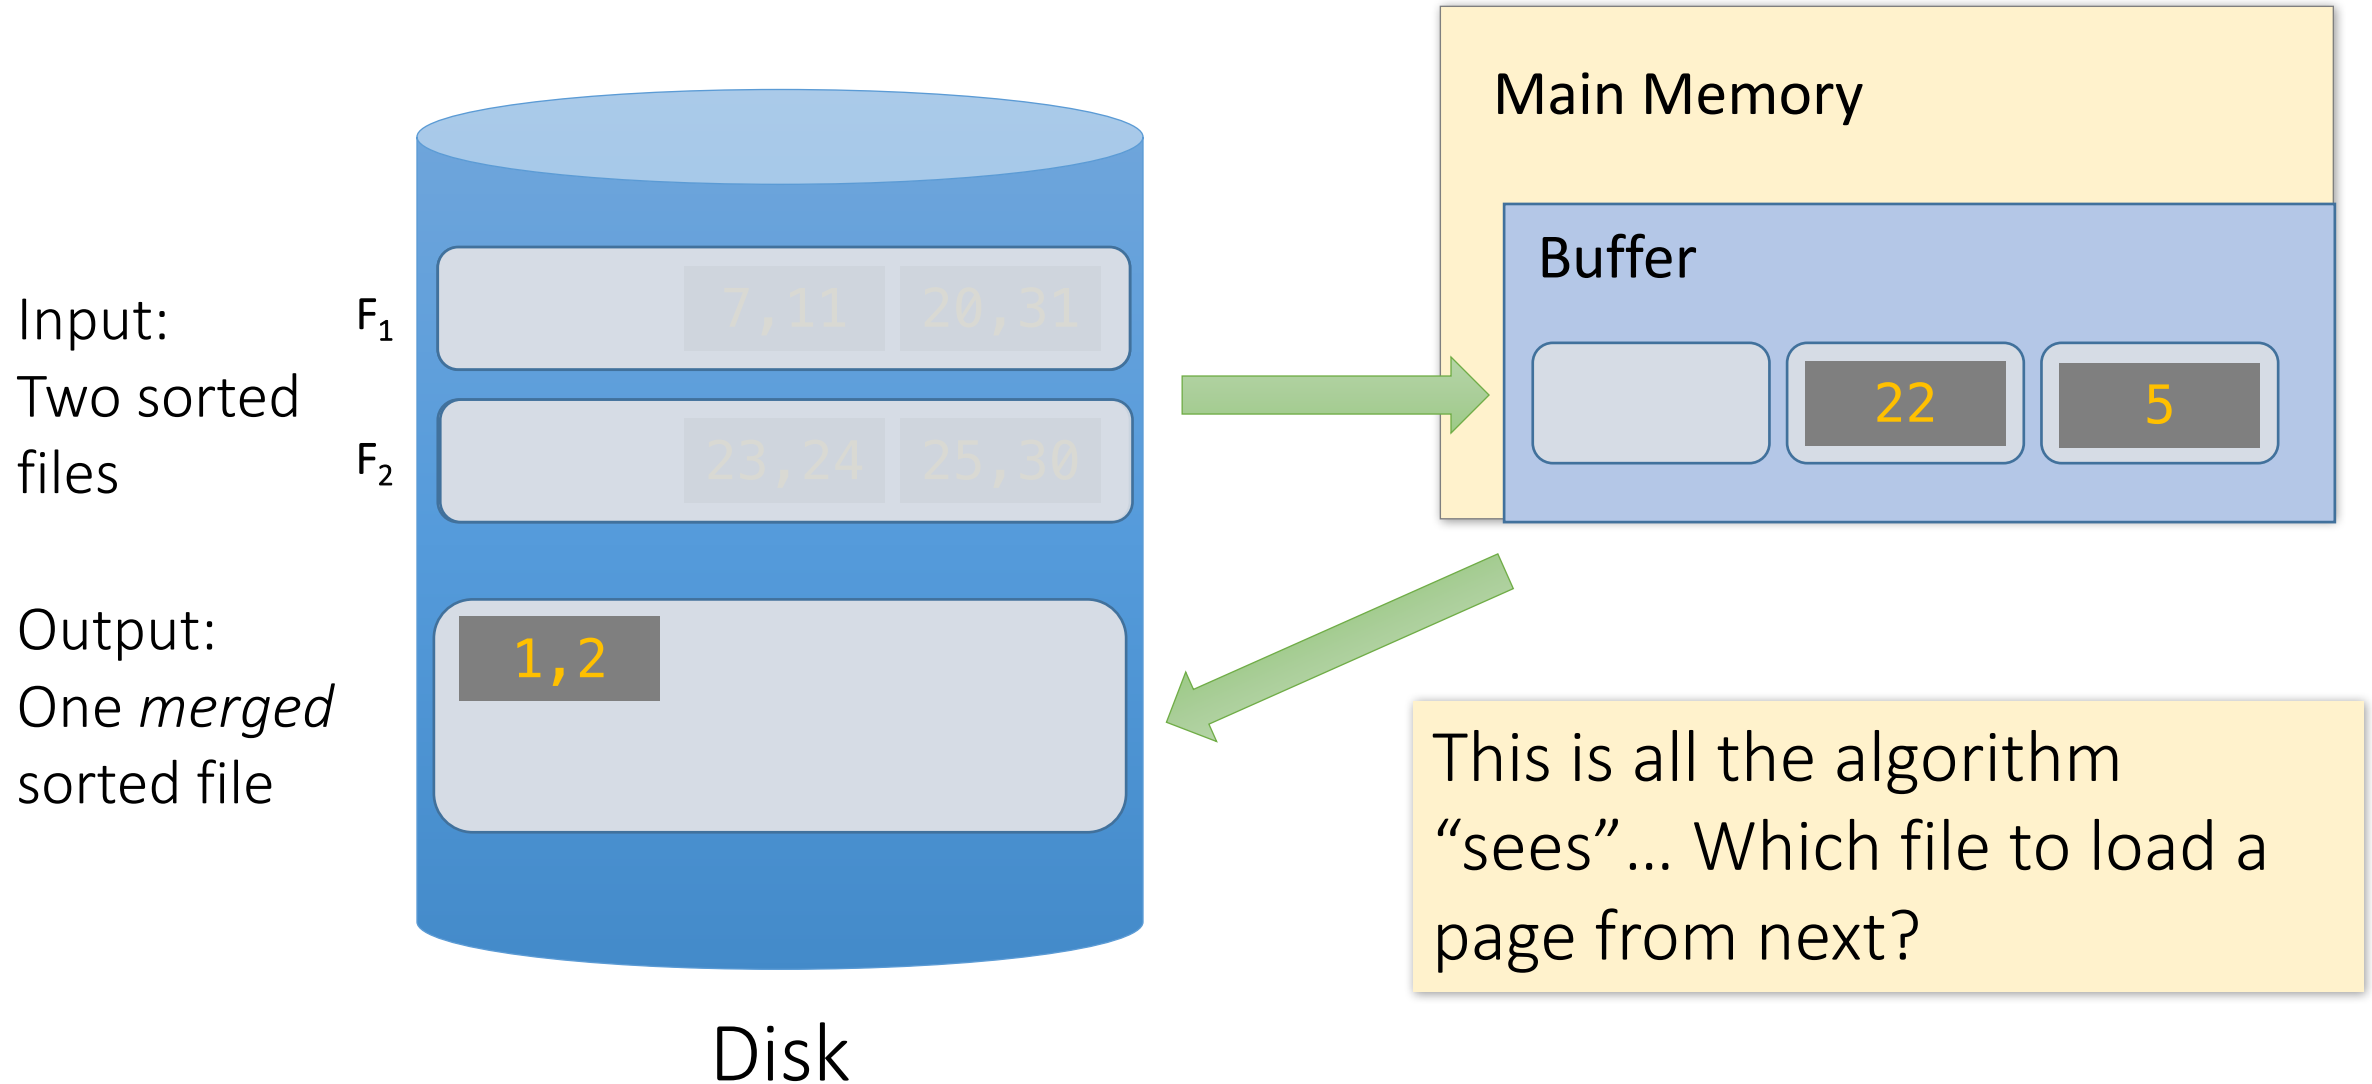 Main Memory
Buffer
Input:
Two sorted
files
F1
7,11
20,31
22
5
F2
23,24
25,30
Output:
One merged
sorted file
1,2
This is all the algorithm
“sees”... Which file to load a
page from next?
Disk